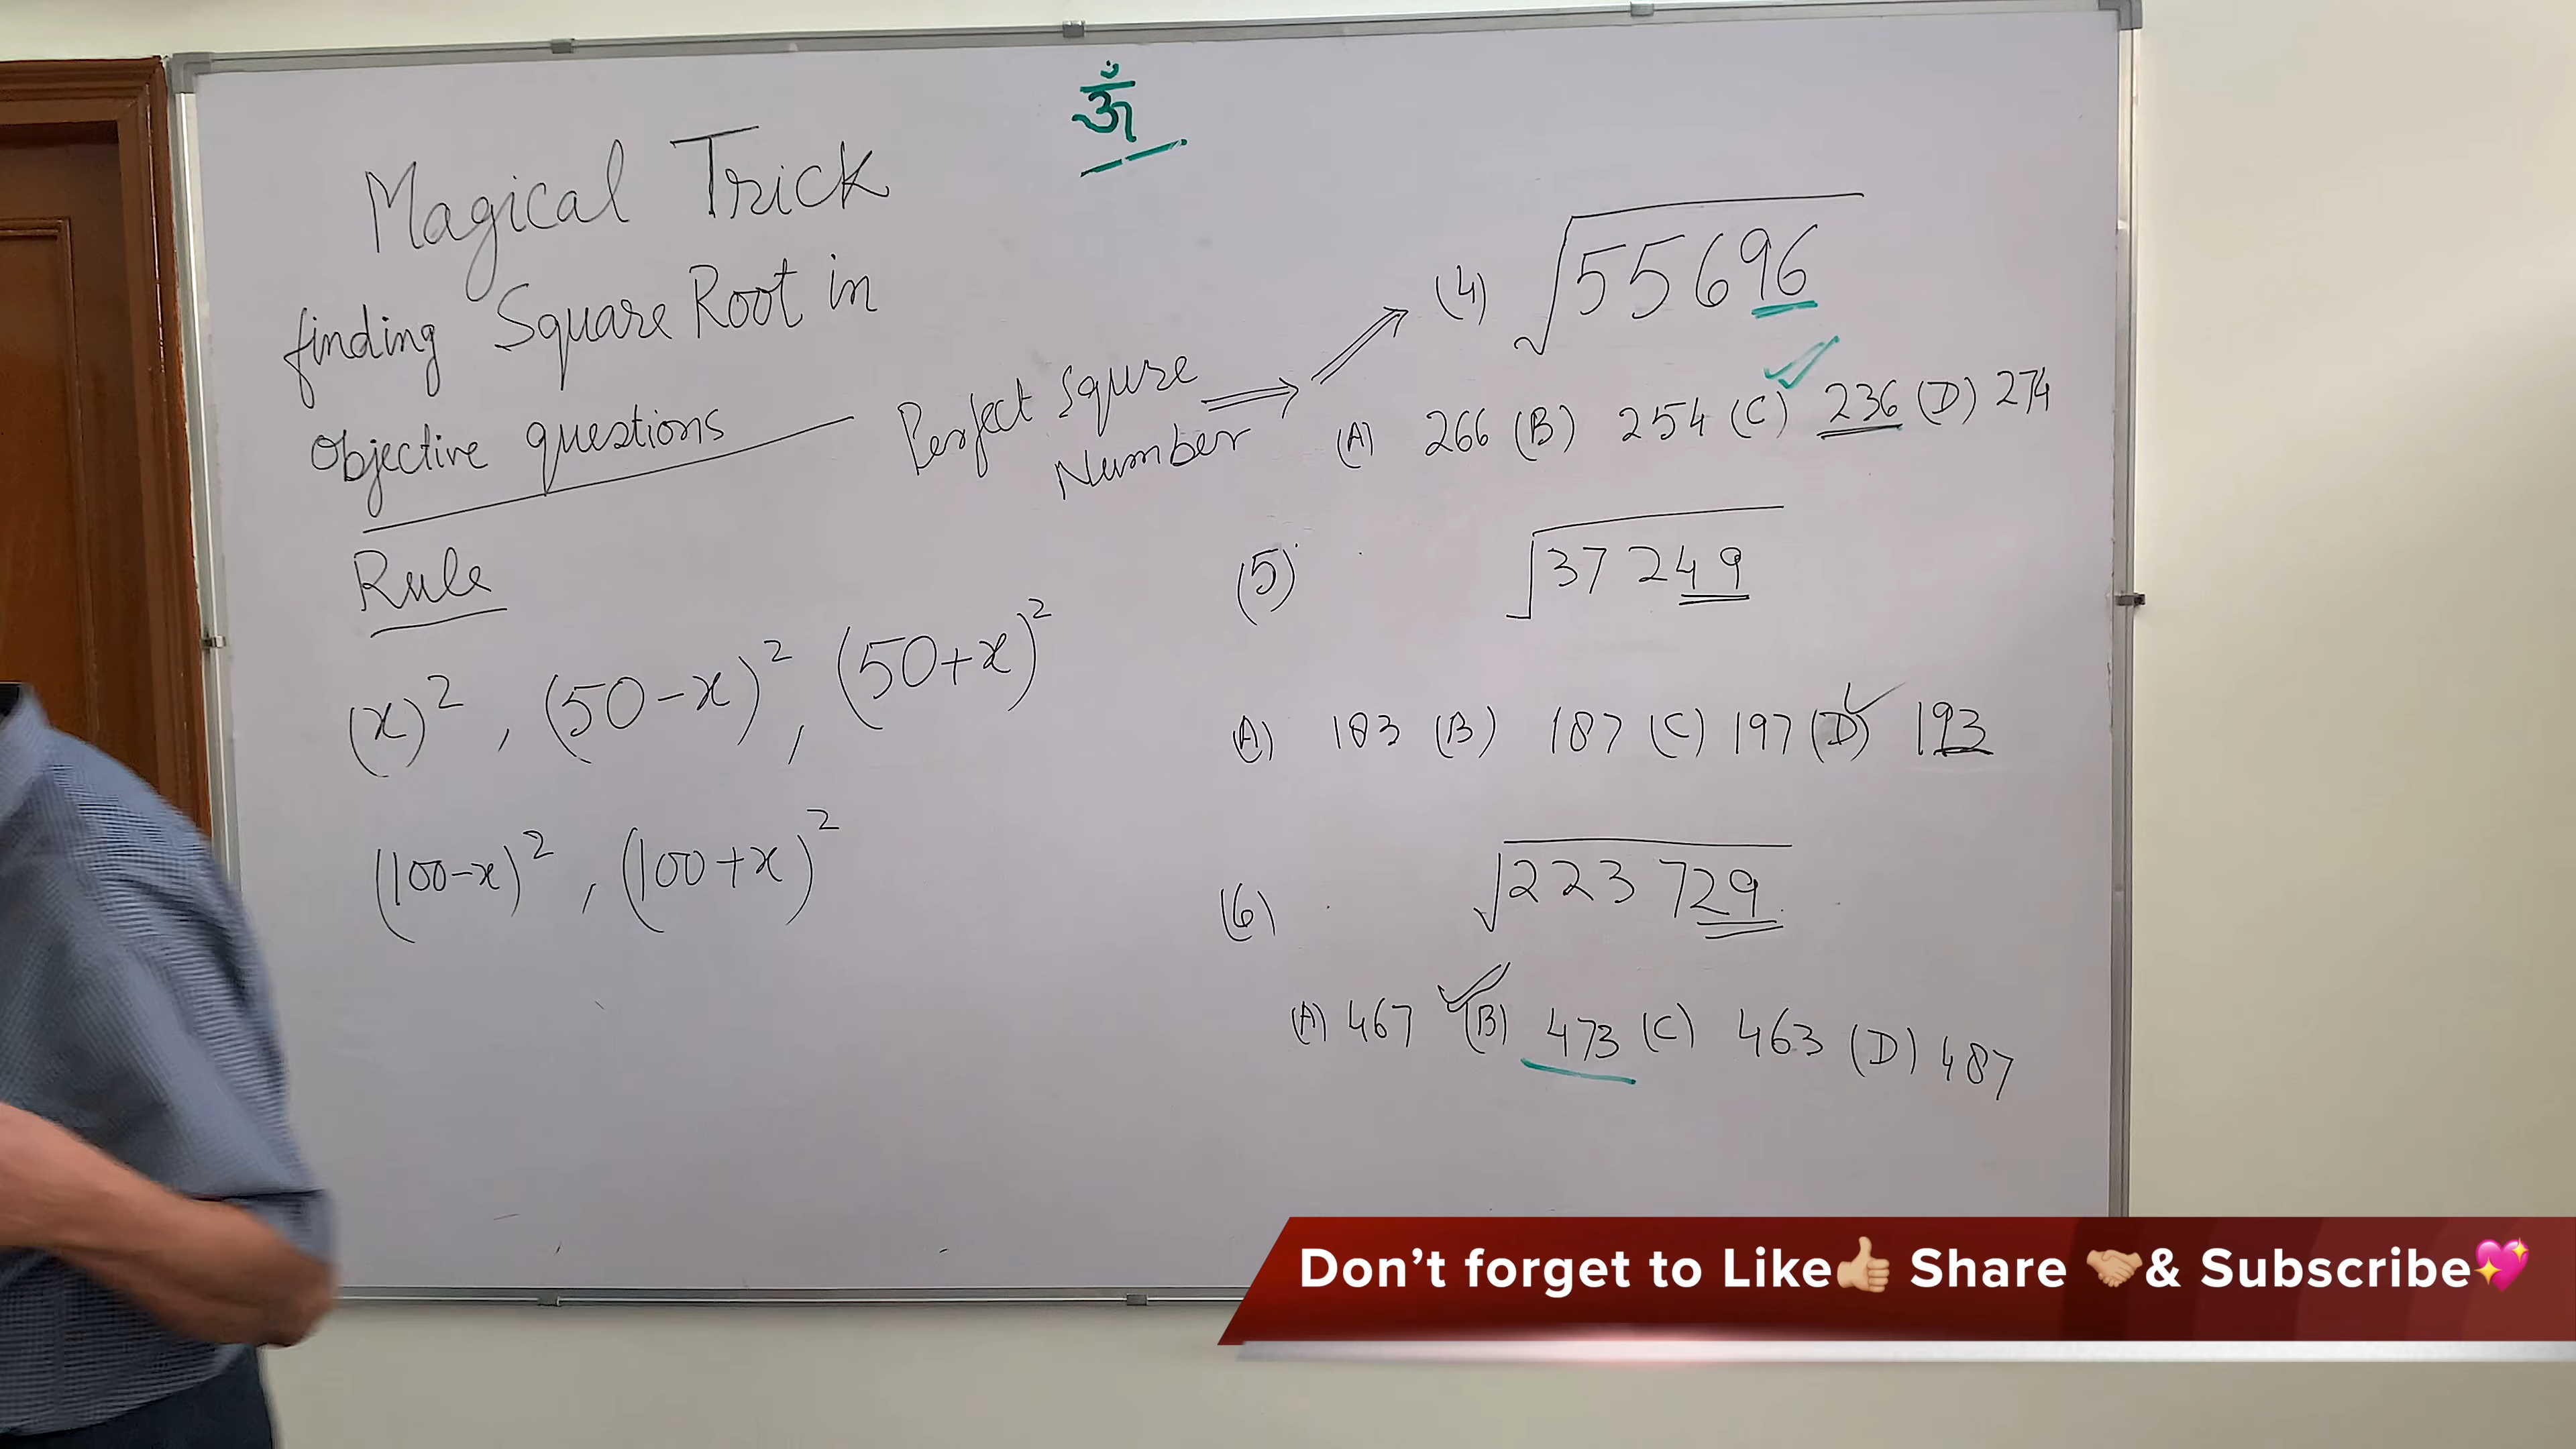 ॐ
Magical Trick
finding Square Root in
Objective questions
Perfect Squre
Number
Rule
(x)², (50-x)², (50+x)²
(100-x)², (100+x)²
(4) √55696
(A) 266 (B) 254 (C) 236 (D) 274
(5) √37249
(A) 183 (B) 187 (C) 197 (D) 193
(6) √223729
(A) 467 (B) 473 (C) 463 (D) 487
Don't forget to Like👍🏼 Share 🤝🏼& Subscribe💖